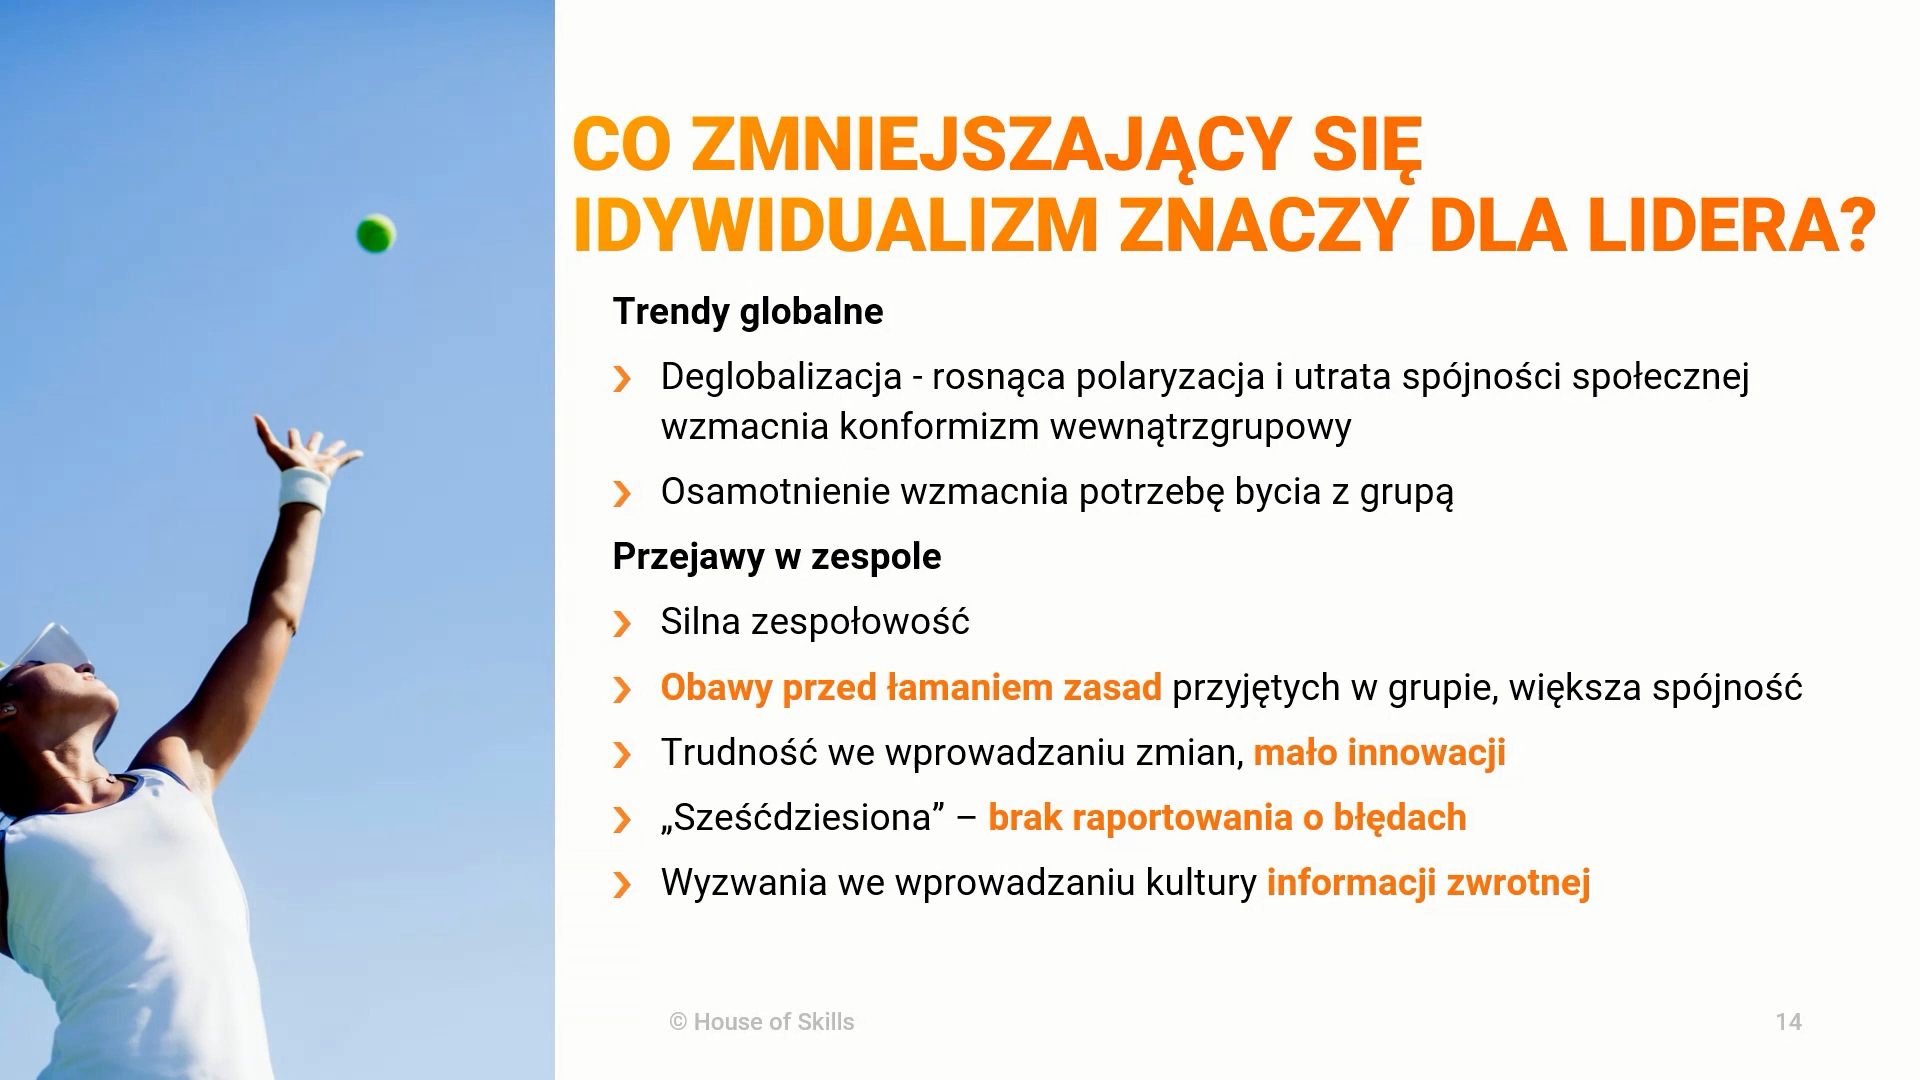 CO ZMNIEJSZAJĄCY SIĘ
IDYWIDUALIZM ZNACZY DLA LIDERA?
Trendy globalne
Deglobalizacja - rosnąca polaryzacja i utrata spójności społecznej
wzmacnia konformizm wewnątrzgrupowy
Osamotnienie wzmacnia potrzebę bycia z grupą
Przejawy w zespole
Silna zespołowość
Obawy przed łamaniem zasad przyjętych w grupie, większa spójność
Trudność we wprowadzaniu zmian, mało innowacji
„Sześćdziesiona” – brak raportowania o błędach
Wyzwania we wprowadzaniu kultury informacji zwrotnej
© House of Skills
14